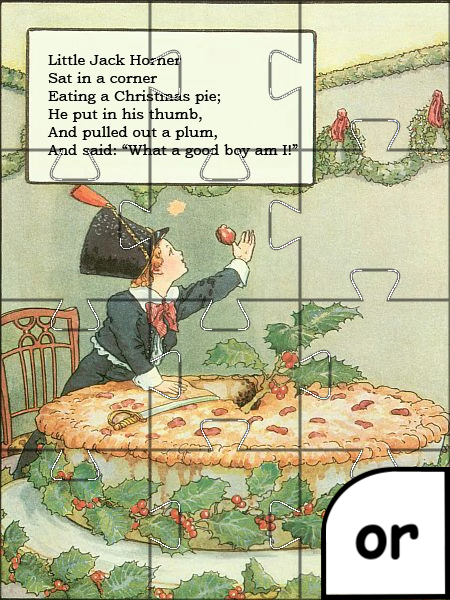 Little Jack Horner
Sat in a corner
Eating a Christmas pie;
He put in his thumb,
And pulled out a plum,
And said: “What a good boy am I!”
or